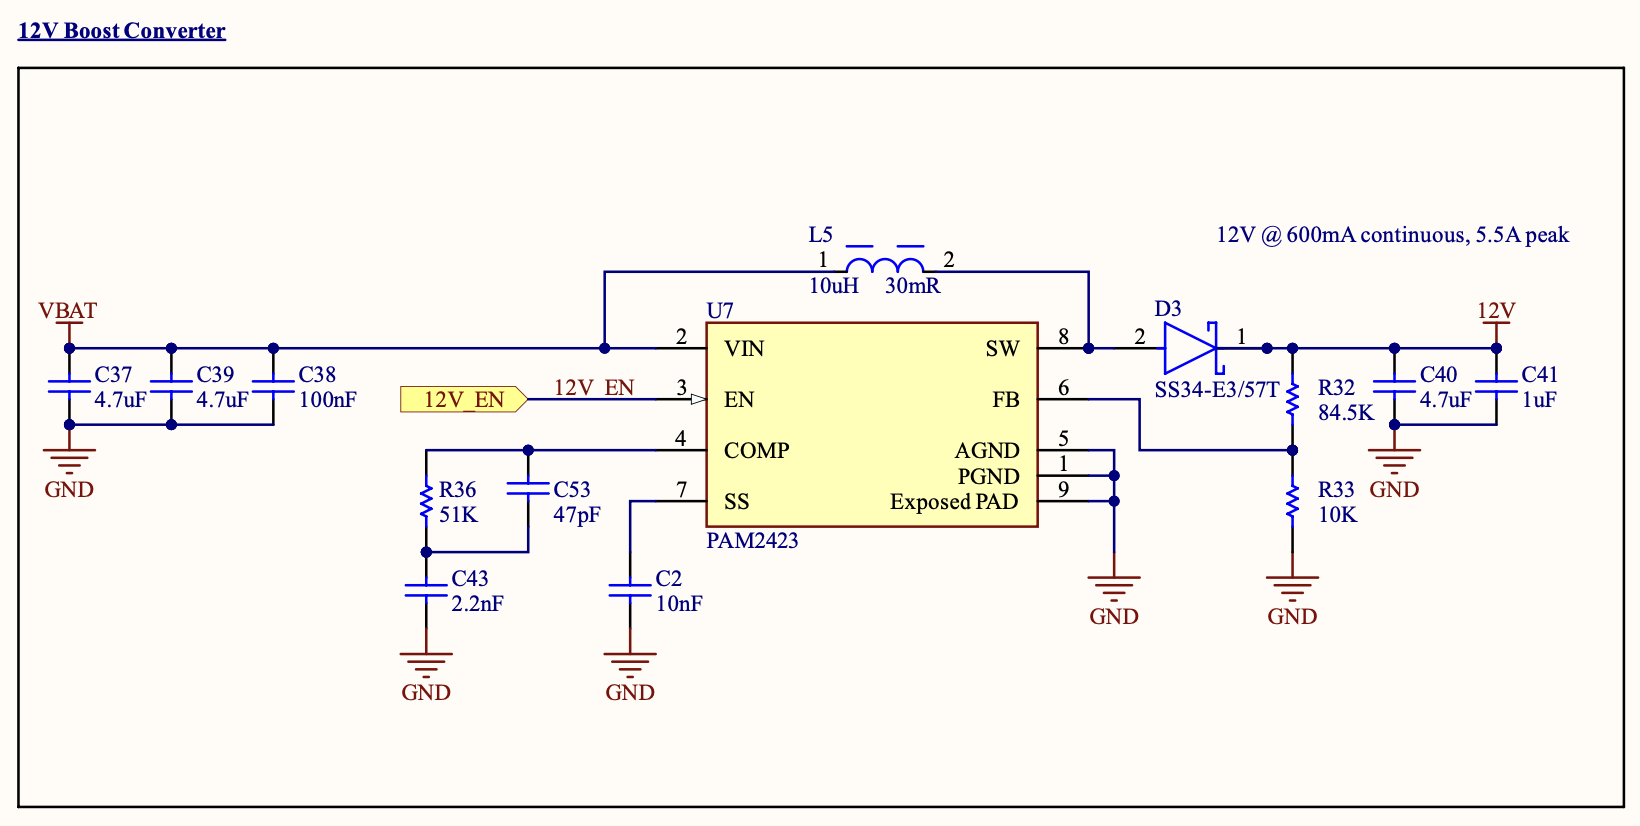 12V Boost Converter
12V @ 600mA continuous, 5.5A peak
L5
1
2
10uH
30mR
VBAT
U7
D3
12V
2
VIN
SW
8
2
1
C37
4.7uF
C39
4.7uF
C38
100nF
12V_EN
12V_EN
3
EN
FB
6
SS34-E3/57T
R32
84.5K
C40
4.7uF
C41
1uF
4
COMP
AGND
5
PGND
1
7
SS
Exposed PAD
9
GND
R36
51K
C53
47pF
PAM2423
R33
10K
GND
C43
2.2nF
C2
10nF
GND
GND
GND
GND